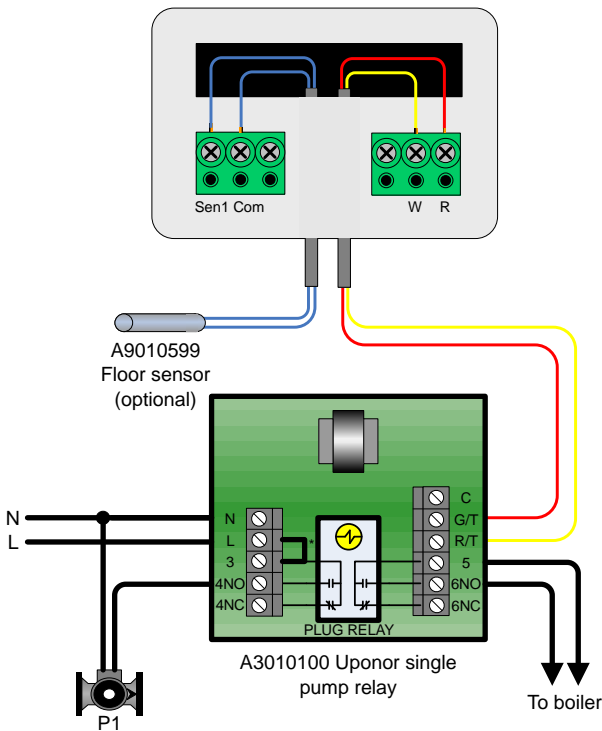 Sen1 Com
W R
A9010599
Floor sensor
(optional)
N
L
N
L
*
3
4NO
4NC
C
G/T
R/T
5
6NO
6NC
PLUG RELAY
A3010100 Uponor single
pump relay
P1
To boiler